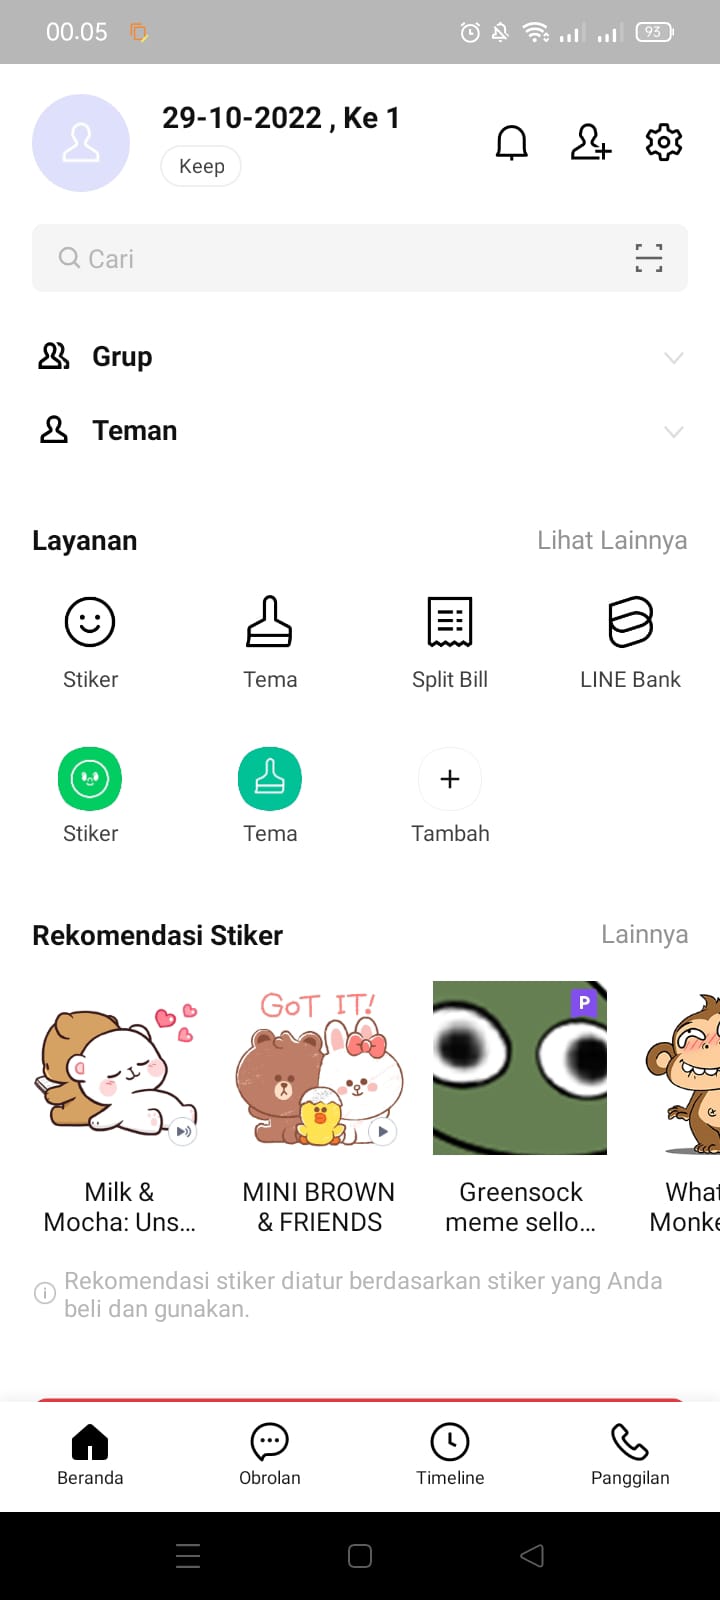 00.05
93
29-10-2022 , Ke 1
Keep
Cari
Grup
Teman
Layanan
Lihat Lainnya
Stiker
Tema
Split Bill
LINE Bank
Stiker
Tema
Tambah
Rekomendasi Stiker
Lainnya
GOT IT!
P
Milk &
Mocha: Uns...
MINI BROWN
& FRIENDS
Greensock
meme sello...
What
Monke
Rekomendasi stiker diatur berdasarkan stiker yang Anda
beli dan gunakan.
Beranda
Obrolan
Timeline
Panggilan